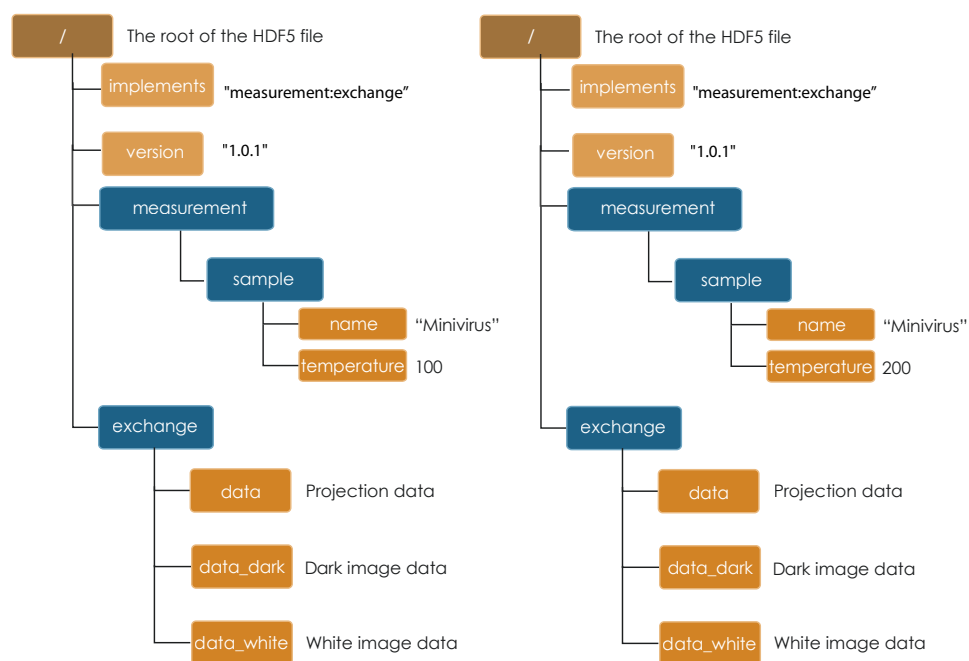 / The root of the HDF5 file
implements "measurement:exchange”
version "1.0.1"
measurement
sample
name “Minivirus”
temperature 100
exchange
data Projection data
data_dark Dark image data
data_white White image data
/ The root of the HDF5 file
implements "measurement:exchange”
version "1.0.1"
measurement
sample
name “Minivirus”
temperature 200
exchange
data Projection data
data_dark Dark image data
data_white White image data